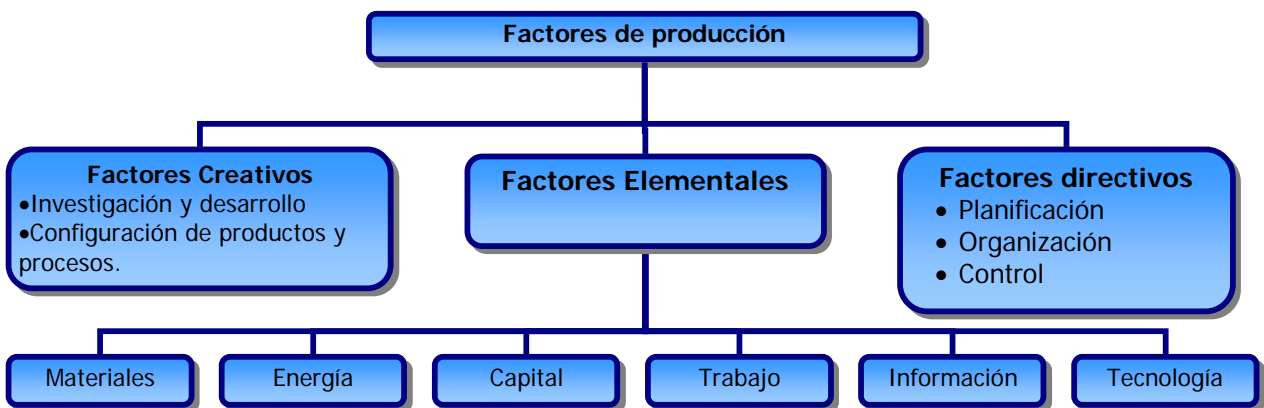 Factores de producción
Factores Creativos
•Investigación y desarrollo
•Configuración de productos y
procesos.
Factores Elementales
Factores directivos
• Planificación
• Organización
• Control
Materiales
Energía
Capital
Trabajo
Información
Tecnología